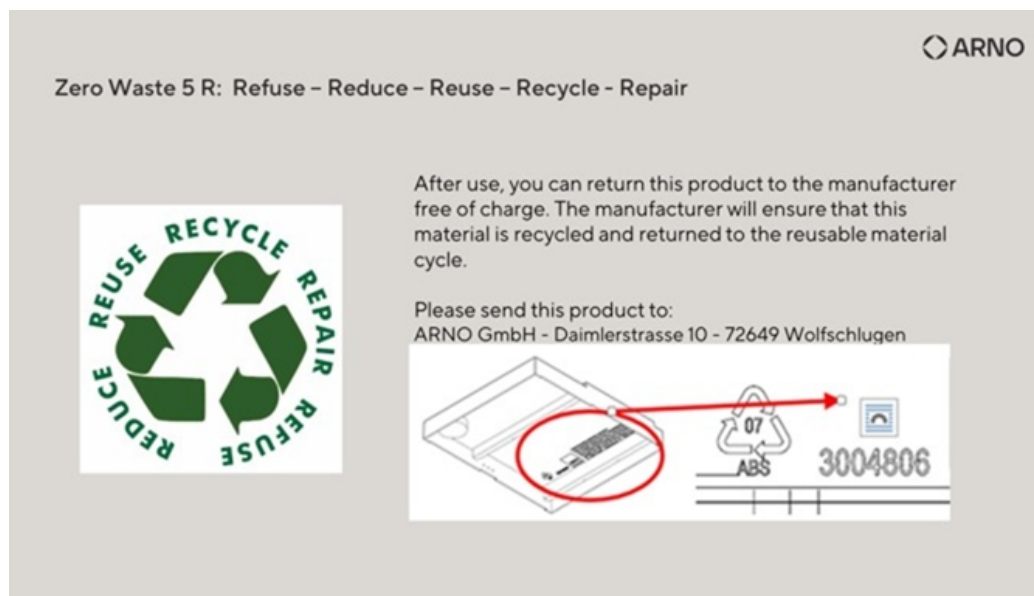 ARNO
Zero Waste 5 R: Refuse – Reduce – Reuse – Recycle - Repair
REDUCE REUSE RECYCLE REPAIR REFUSE
After use, you can return this product to the manufacturer
free of charge. The manufacturer will ensure that this
material is recycled and returned to the reusable material
cycle.
Please send this product to:
ARNO GmbH - Daimlerstrasse 10 - 72649 Wolfschlugen
07
ABS
3004806